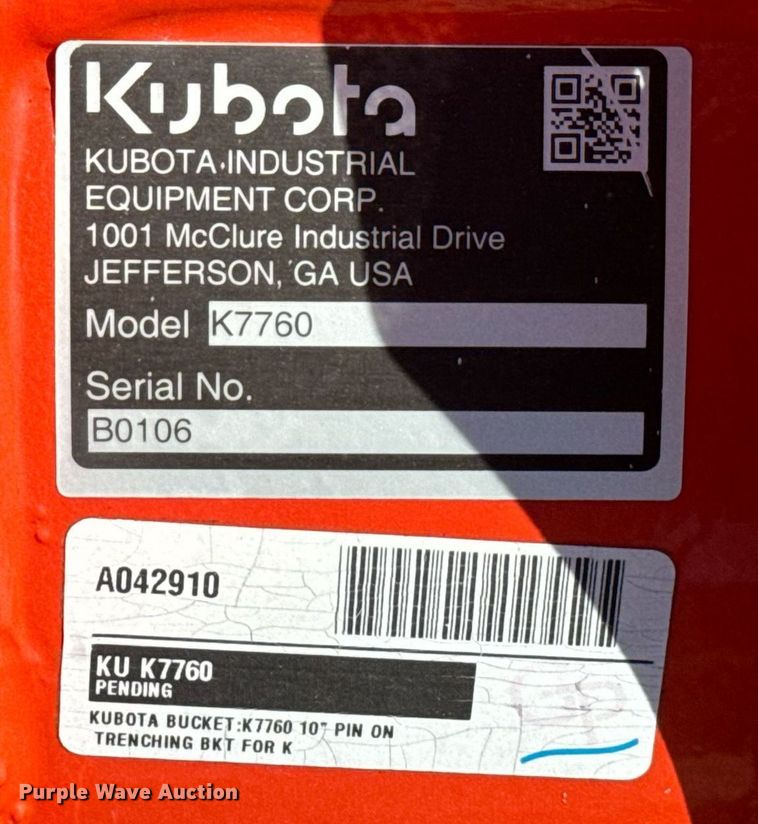 Kubota
KUBOTA INDUSTRIAL
EQUIPMENT CORP.
1001 McClure Industrial Drive
JEFFERSON, GA USA
Model K7760
Serial No.
B0106
A042910
KU K7760
PENDING
KUBOTA BUCKET:K7760 10" PIN ON
TRENCHING BKT FOR K
Purple Wave Auction